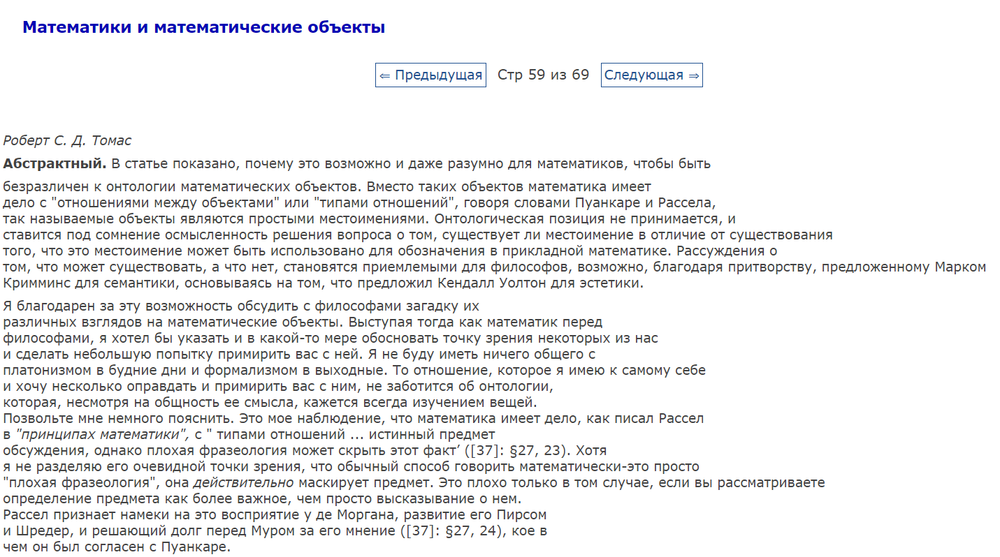 Математики и математические объекты
⇐ Предыдущая Стр 59 из 69 Следующая ⇒
Роберт С. Д. Томас
Абстрактный. В статье показано, почему это возможно и даже разумно для математиков, чтобы быть
безразличен к онтологии математических объектов. Вместо таких объектов математика имеет
дело с "отношениями между объектами" или "типами отношений", говоря словами Пуанкаре и Рассела,
так называемые объекты являются простыми местоимениями. Онтологическая позиция не принимается, и
ставится под сомнение осмысленность решения вопроса о том, существует ли местоимение в отличие от существования
того, что это местоимение может быть использовано для обозначения в прикладной математике. Рассуждения о
том, что может существовать, а что нет, становятся приемлемыми для философов, возможно, благодаря притворству, предложенному Марком
Кримминс для семантики, основываясь на том, что предложил Кендалл Уолтон для эстетики.
Я благодарен за эту возможность обсудить с философами загадку их
различных взглядов на математические объекты. Выступая тогда как математик перед
философами, я хотел бы указать и в какой-то мере обосновать точку зрения некоторых из нас
и сделать небольшую попытку примирить вас с ней. Я не буду иметь ничего общего с
платонизмом в будние дни и формализмом в выходные. То отношение, которое я имею к самому себе
и хочу несколько оправдать и примирить вас с ним, не заботится об онтологии,
которая, несмотря на общность ее смысла, кажется всегда изучением вещей.
Позвольте мне немного пояснить. Это мое наблюдение, что математика имеет дело, как писал Рассел
в "принципах математики", с " типами отношений ... истинный предмет
обсуждения, однако плохая фразеология может скрыть этот факт’ ([37]: §27, 23). Хотя
я не разделяю его очевидной точки зрения, что обычный способ говорить математически-это просто
"плохая фразеология", она действительно маскирует предмет. Это плохо только в том случае, если вы рассматриваете
определение предмета как более важное, чем просто высказывание о нем.
Рассел признает намеки на это восприятие у де Моргана, развитие его Пирсом
и Шредер, и решающий долг перед Муром за его мнение ([37]: §27, 24), кое в
чем он был согласен с Пуанкаре.